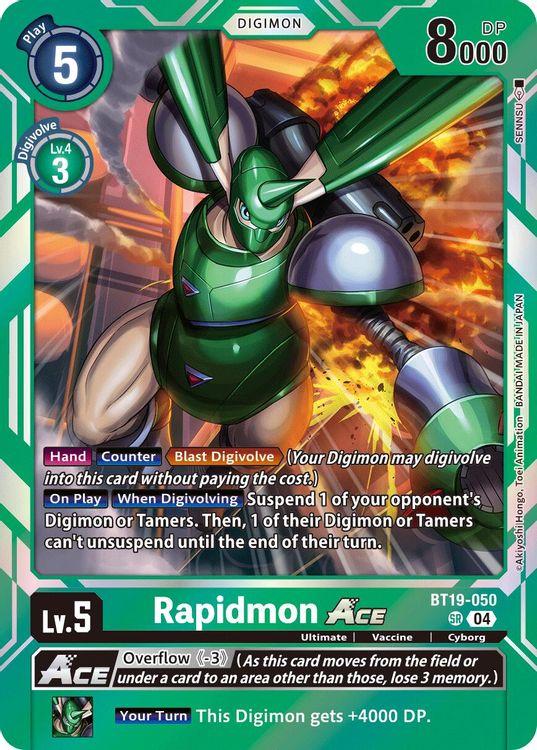 DIGIMON
Play
5
DP
8000
Digivolve
Lv.4
3
SENNSU
©Akiyoshi Hongo, Toei Animation BANDAI MADE IN JAPAN
Hand Counter Blast Digivolve (Your Digimon may digivolve
into this card without paying the cost.)
On Play When Digivolving Suspend 1 of your opponent's
Digimon or Tamers. Then, 1 of their Digimon or Tamers
can't unsuspend until the end of their turn.
BT19-050
Lv.5 Rapidmon ACE SR 04
Ultimate | Vaccine | Cyborg
ACE Overflow 《-3》 (As this card moves from the field or
under a card to an area other than those, lose 3 memory.)
Your Turn This Digimon gets +4000 DP.